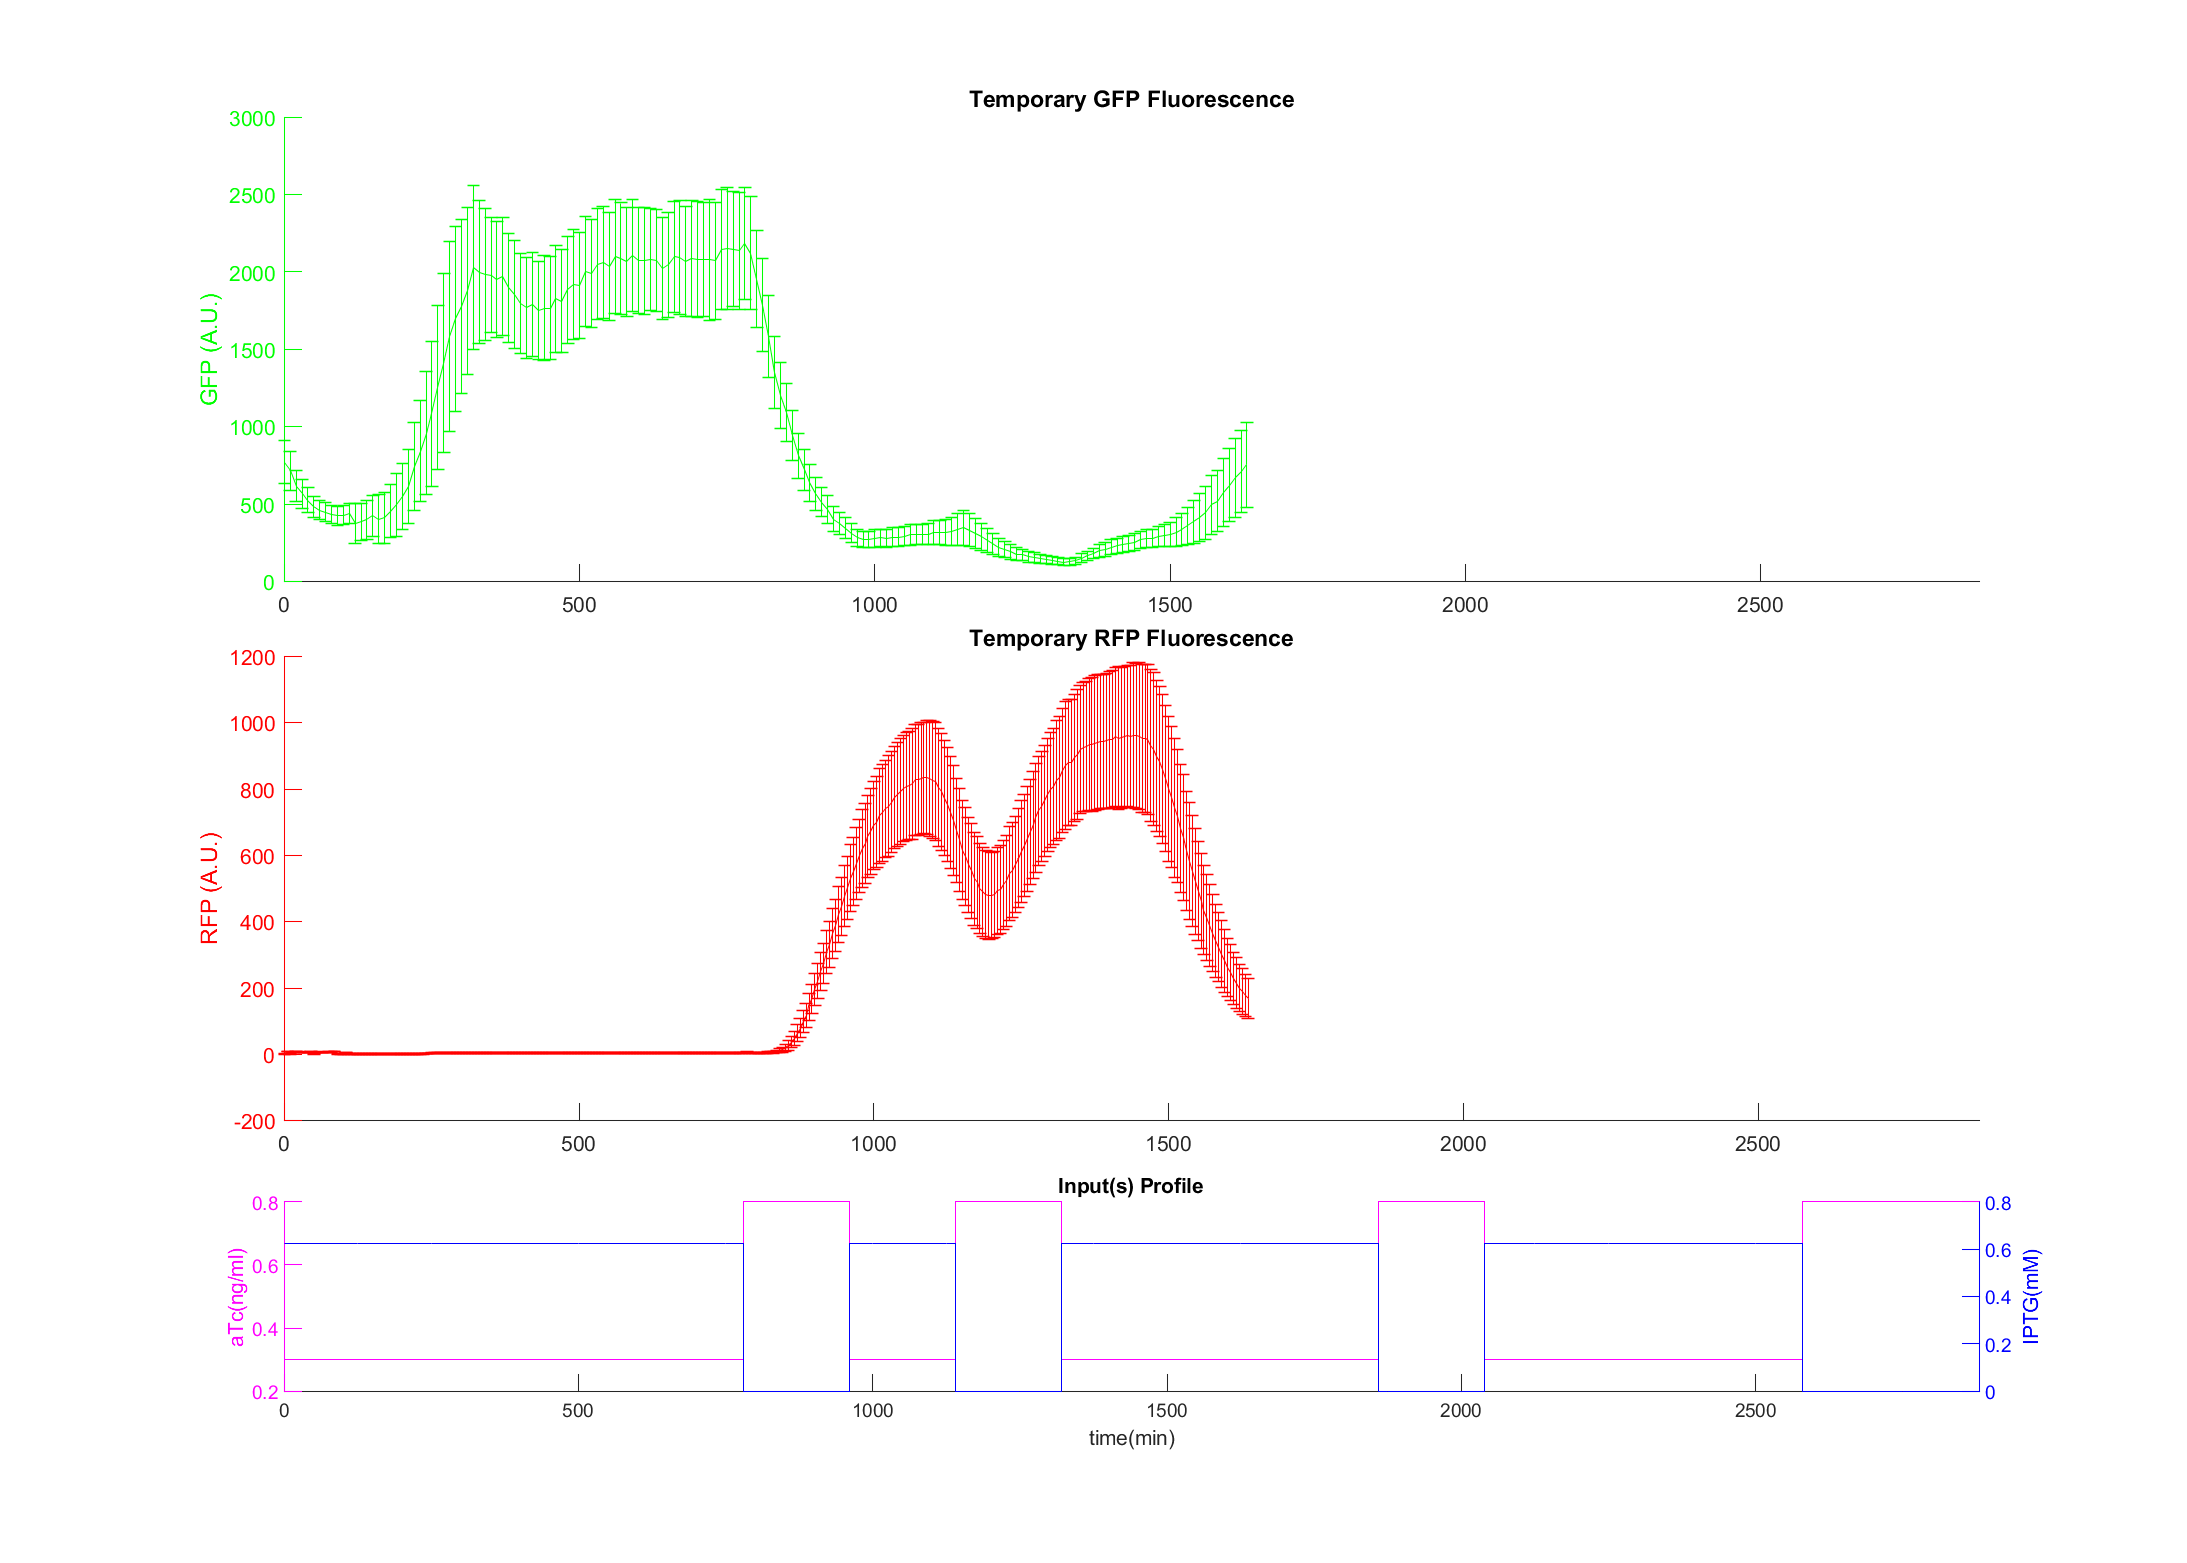 Temporary GFP Fluorescence
3000
2500
2000
1500
1000
500
0
GFP (A.U.)
0 500 1000 1500 2000 2500
Temporary RFP Fluorescence
1200
1000
800
600
400
200
0
-200
RFP (A.U.)
0 500 1000 1500 2000 2500
Input(s) Profile
0.8
0.6
0.4
0.2
aTc(ng/ml)
0.8
0.6
0.4
0.2
0
IPTG(mM)
0 500 1000 1500 2000 2500
time(min)